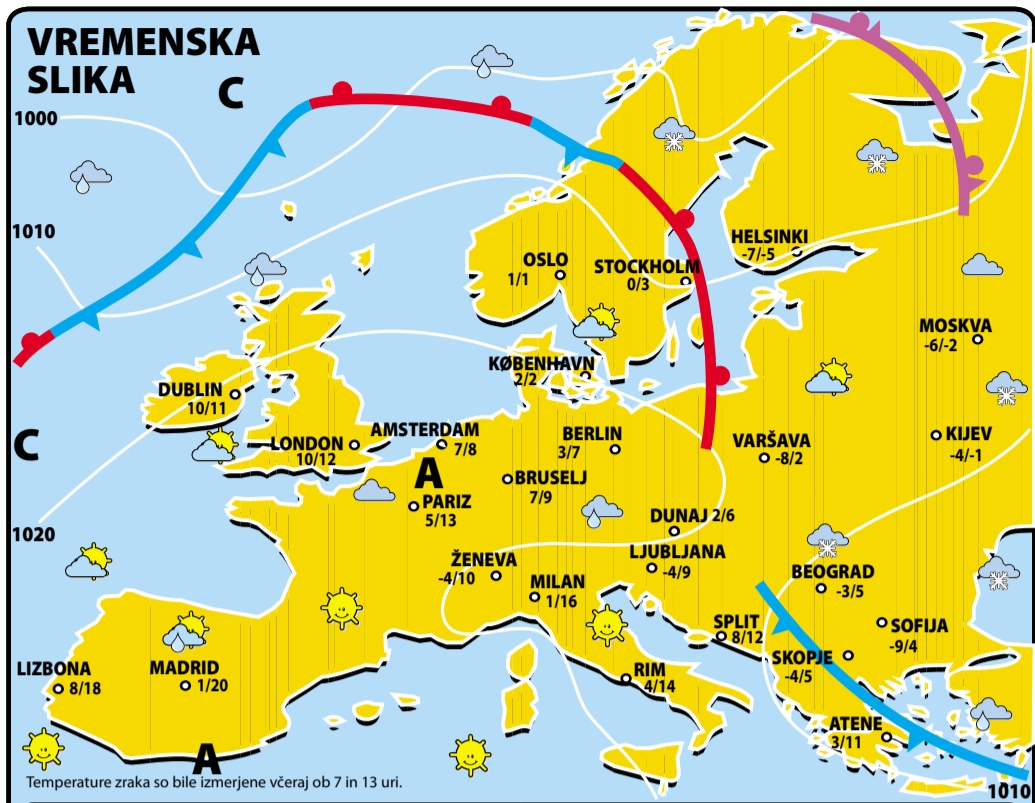 VREMENSKA
SLIKA
C
1000
1010
OSLO
1/1
STOCKHOLM
0/3
HELSINKI
-7/-5
MOSKVA
-6/-2
KØBENHAVN
2/2
DUBLIN
10/11
C
LONDON
10/12
AMSTERDAM
7/8
BERLIN
3/7
VARŠAVA
-8/2
KIJEV
-4/-1
A
BRUSELJ
7/9
PARIZ
5/13
1020
DUNAJ 2/6
ŽENEVA
-4/10
LJUBLJANA
-4/9
MILAN
1/16
BEOGRAD
-3/5
SPLIT
8/12
SOFIJA
-9/4
SKOPJE
-4/5
LIZBONA
8/18
MADRID
1/20
RIM
4/14
ATENE
3/11
A
Temperature zraka so bile izmerjene včeraj ob 7 in 13 uri.
1010